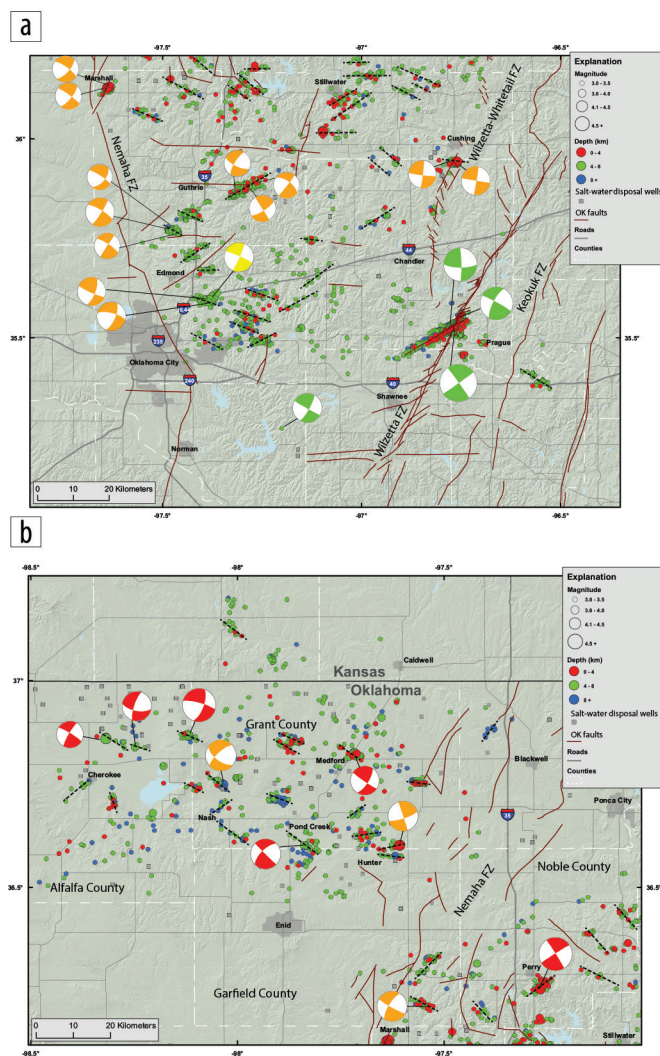 a
-97.5
-97
-96.5
Explanation
Magnitude
3.0 - 3.5
3.6 - 4.0
4.1 - 4.5
4.5 +
Depth (km)
0 - 4
4 - 8
8 +
Salt-water disposal wells
OK faults
Roads
Counties
Marshall
Stillwater
Wilzetta-Whitetail FZ
36°
36°
Cushing
Nemaha FZ
35
Guthrie
44
Chandler
Edmond
Keokuk FZ
44
35.5°
35.5°
235
Prague
Oklahoma City
240
40
Shawnee
Wilzetta FZ
Norman
0 10 20 Kilometers
-97.5
-97
-96.5
b
-98.5
-98
-97.5
Explanation
Magnitude
3.0 - 3.5
3.6 - 4.0
4.1 - 4.5
4.5 +
Depth (km)
0 - 4
4 - 8
8 +
Salt-water disposal wells
OK faults
Roads
Counties
Caldwell
Kansas
37°
Oklahoma
Grant County
Medford
Blackwell
Cherokee
Ponca City
Nash
35
Pond Creek
Hunter
Noble County
Alfalfa County
36.5°
36.5°
Nemaha FZ
Enid
Perry
Garfield County
Marshall
Stillwater
0 10 20 Kilometers
-98.5
-98
-97.5